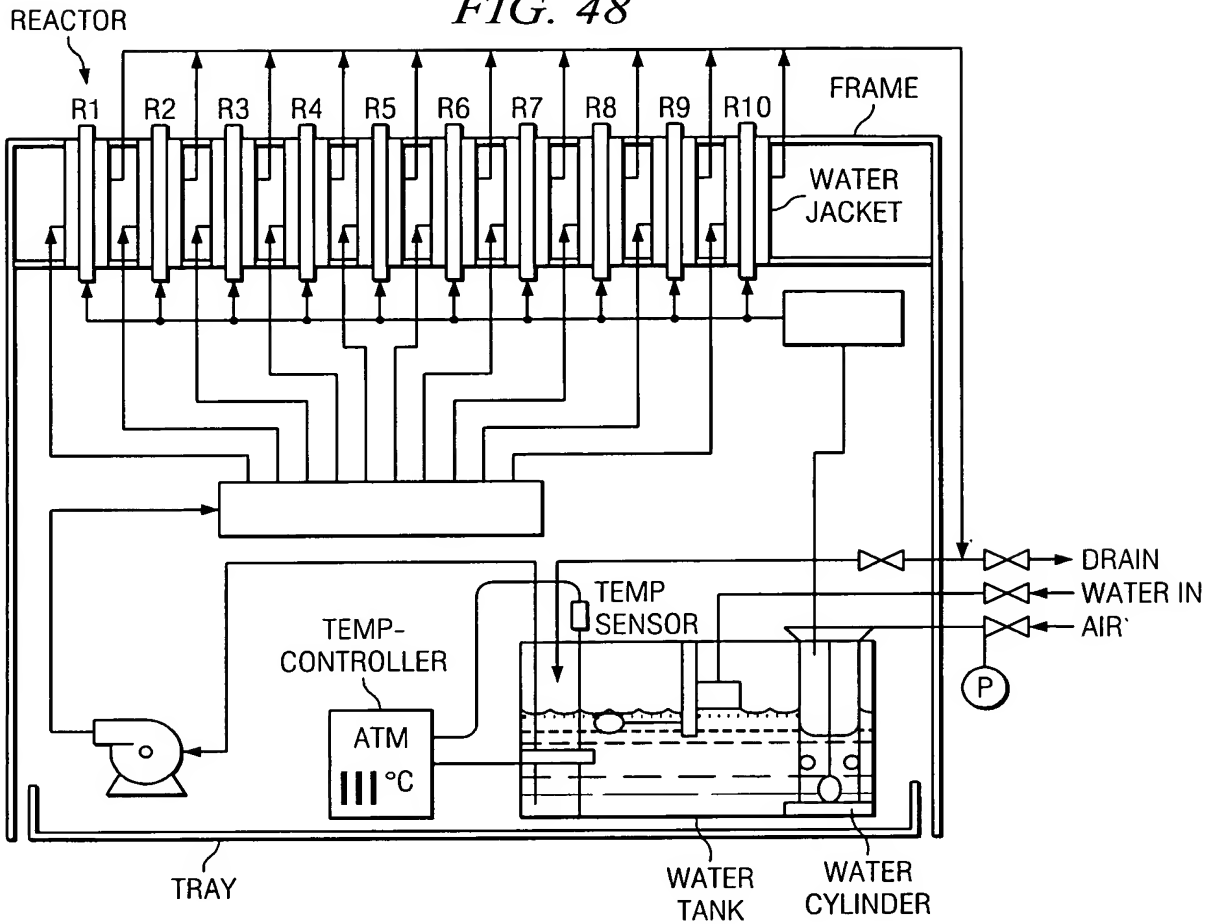 FIG. 48
REACTOR
R1 R2 R3 R4 R5 R6 R7 R8 R9 R10
FRAME
WATER
JACKET
DRAIN
WATER IN
AIR
P
TEMP
SENSOR
TEMP-
CONTROLLER
ATM
°C
TRAY
WATER
TANK
WATER
CYLINDER